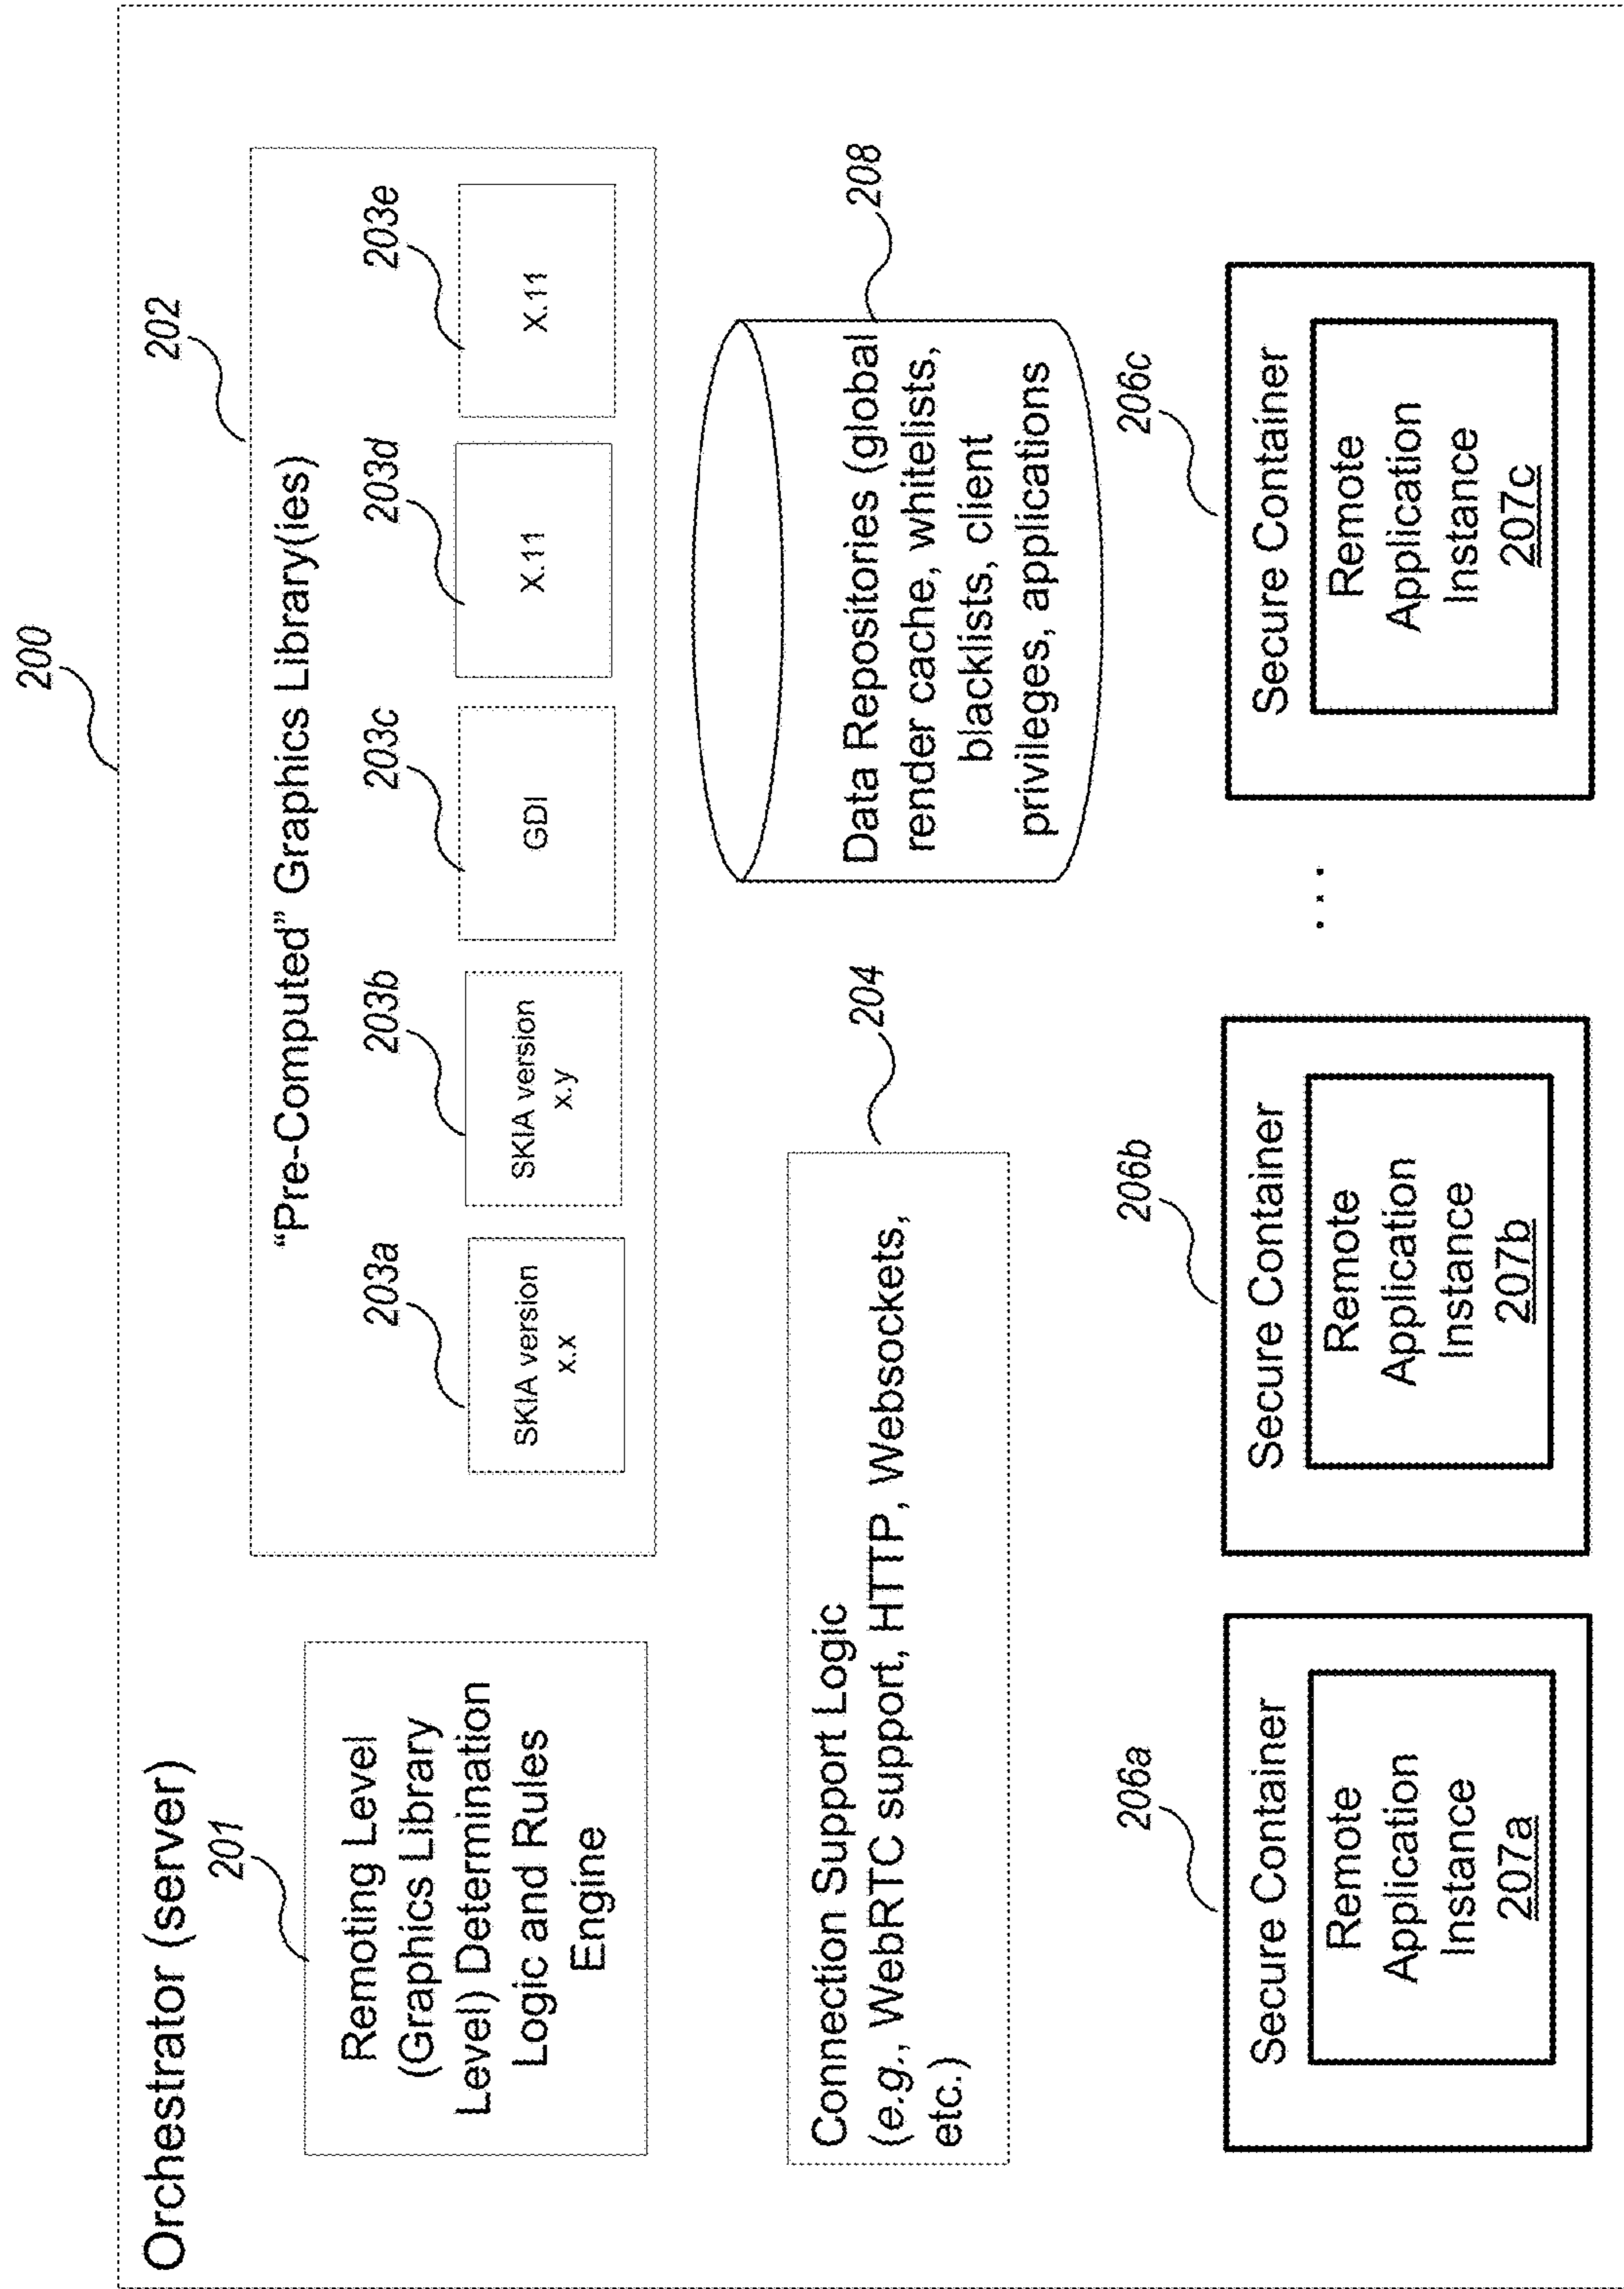 200
Orchestrator (server)
201
Remoting Level
(Graphics Library
Level) Determination
Logic and Rules
Engine
202
“Pre-Computed” Graphics Library(ies)
203a
SKIA version
x.x
203b
SKIA version
x.y
203c
GDI
203d
X.11
203e
X.11
204
Connection Support Logic
(e.g., WebRTC support, HTTP, Websockets,
etc.)
208
Data Repositories (global
render cache, whitelists,
blacklists, client
privileges, applications
206a
Secure Container
Remote
Application
Instance
207a
206b
Secure Container
Remote
Application
Instance
207b
. . .
206c
Secure Container
Remote
Application
Instance
207c